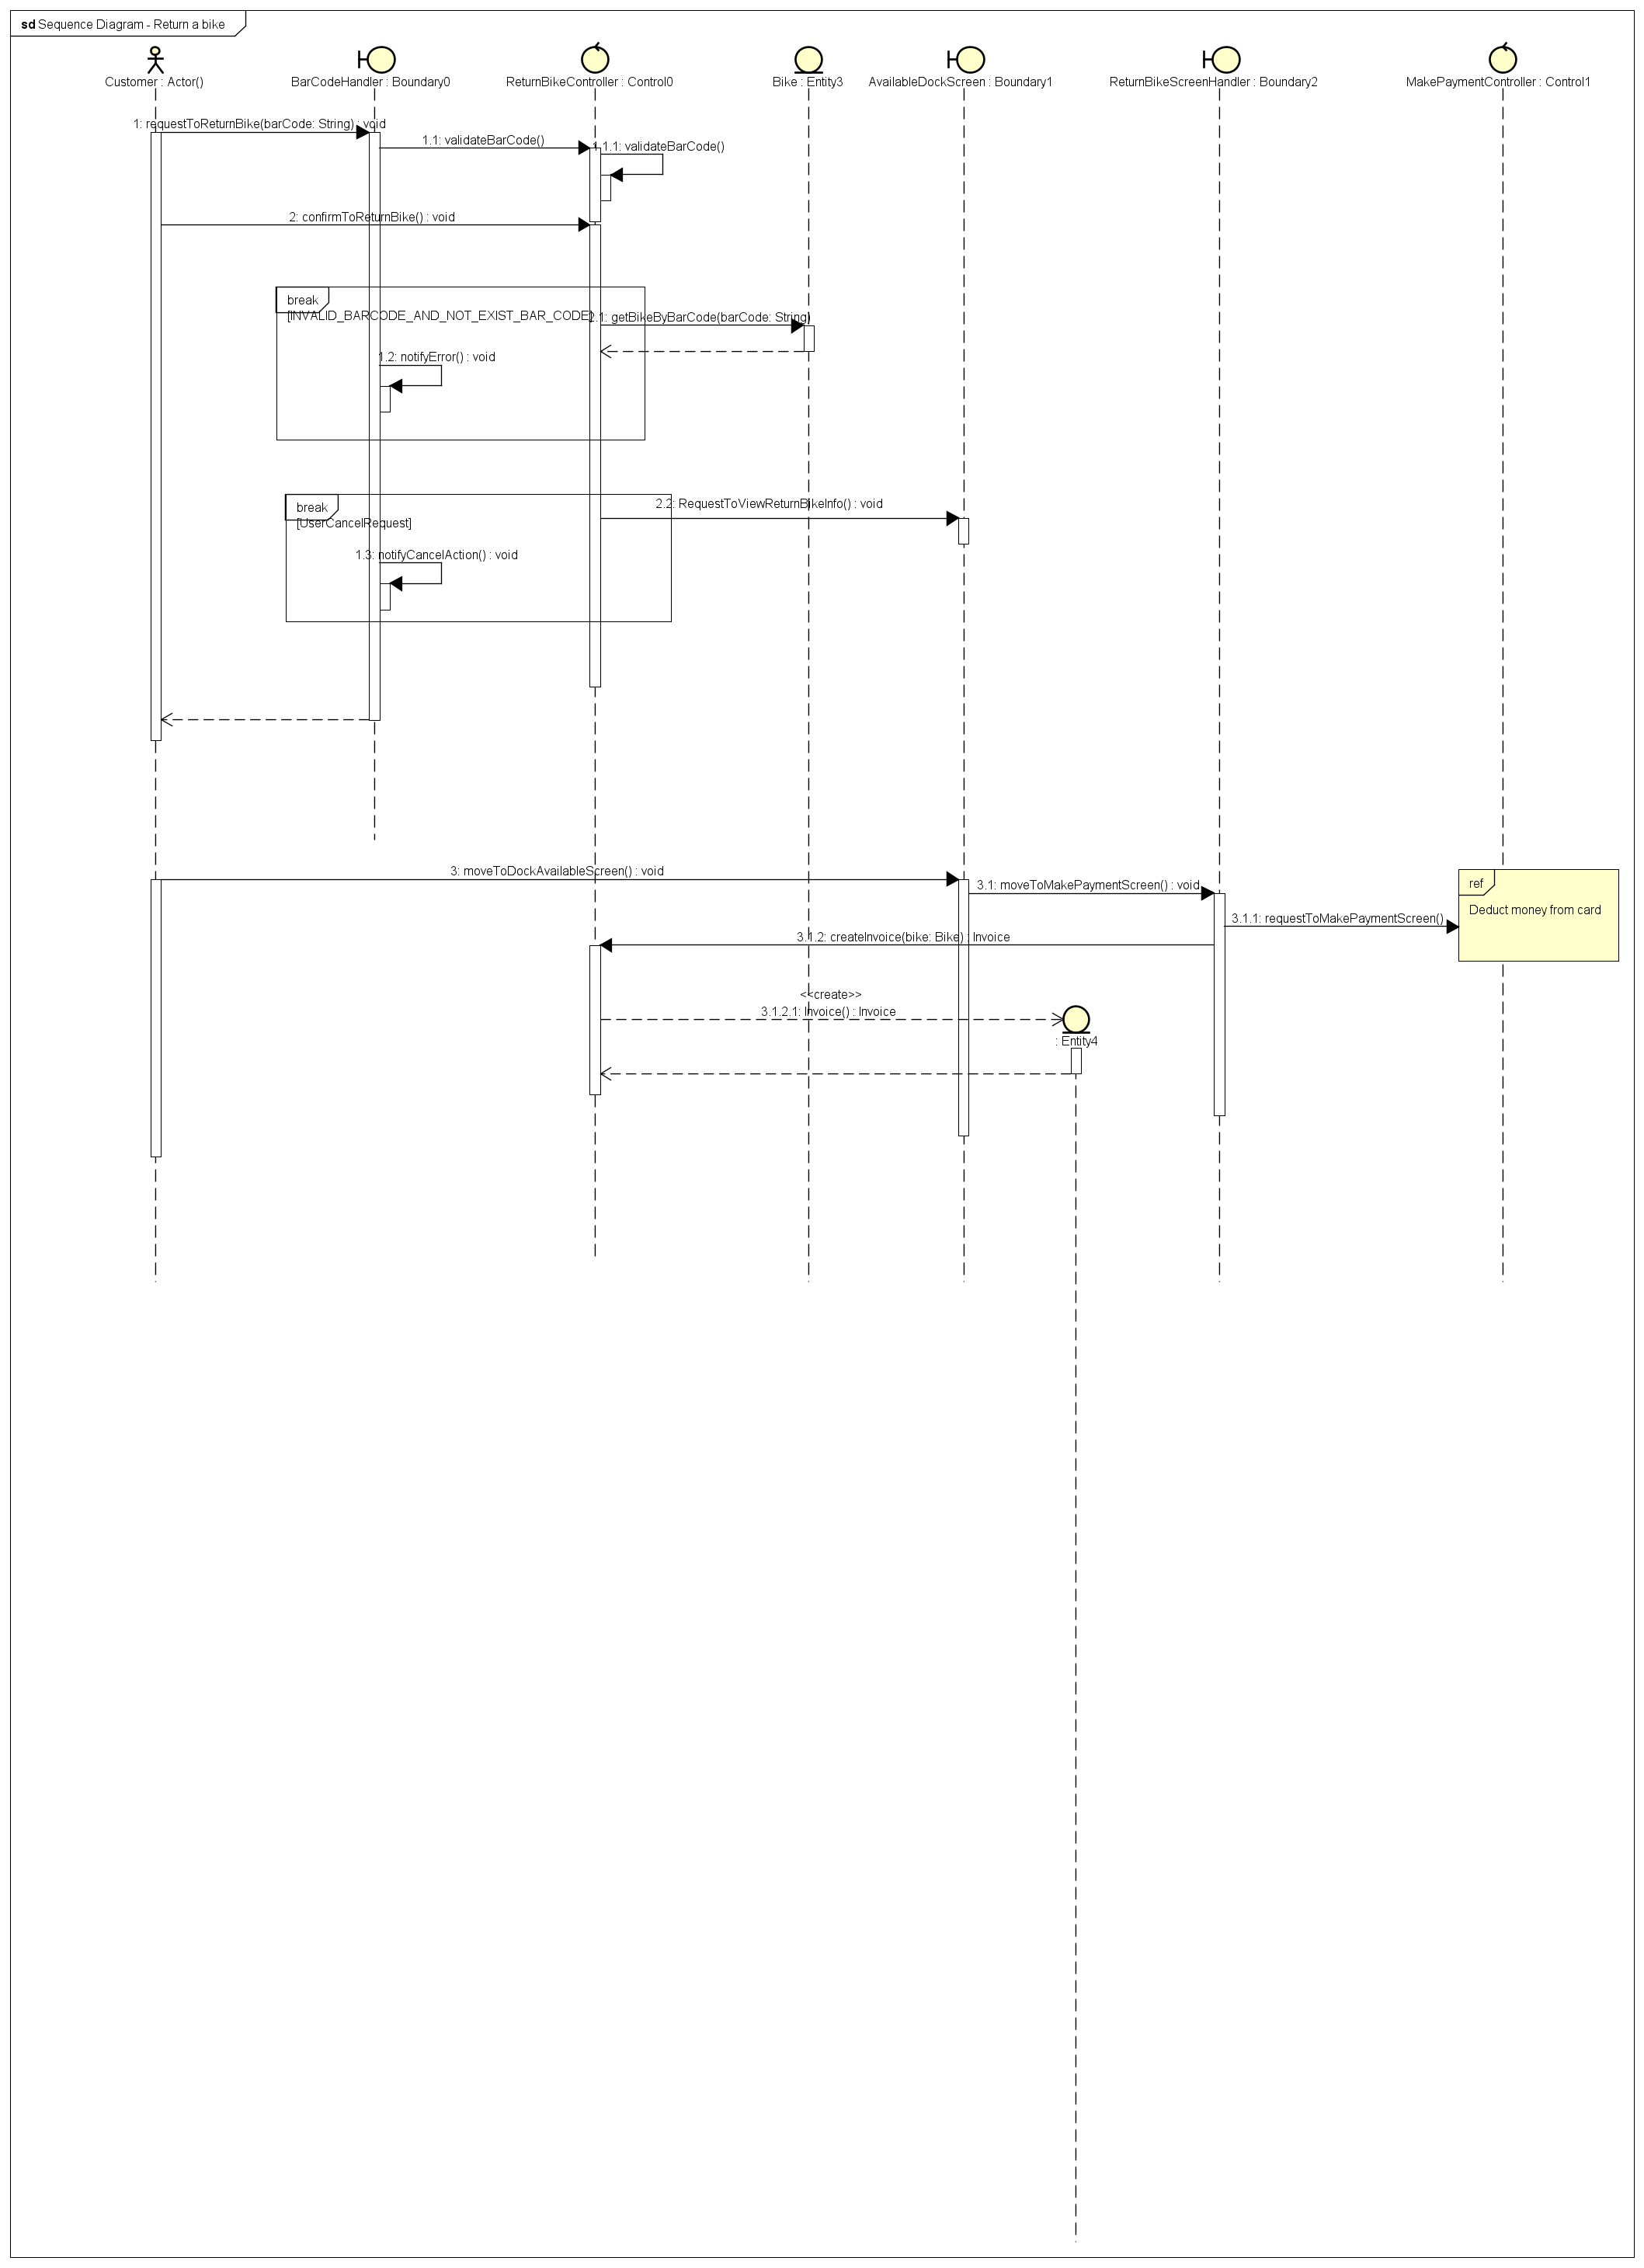 sd Sequence Diagram - Return a bike
Customer : Actor()
BarCodeHandler : Boundary0
ReturnBikeController : Control0
Bike : Entity3
AvailableDockScreen : Boundary1
ReturnBikeScreenHandler : Boundary2
MakePaymentController : Control1
1: requestToReturnBike(barCode: String) : void
1.1: validateBarCode()
1.1.1: validateBarCode()
2: confirmToReturnBike() : void
break
[INVALID_BARCODE_AND_NOT_EXIST_BAR_CODE]
2.1: getBikeByBarCode(barCode: String)
1.2: notifyError() : void
break
[UserCancelRequest]
2.2: RequestToViewReturnBikeInfo() : void
1.3: notifyCancelAction() : void
3: moveToDockAvailableScreen() : void
3.1: moveToMakePaymentScreen() : void
ref
Deduct money from card
3.1.1: requestToMakePaymentScreen()
3.1.2: createInvoice(bike: Bike) : Invoice
<<create>>
3.1.2.1: Invoice() : Invoice
: Entity4